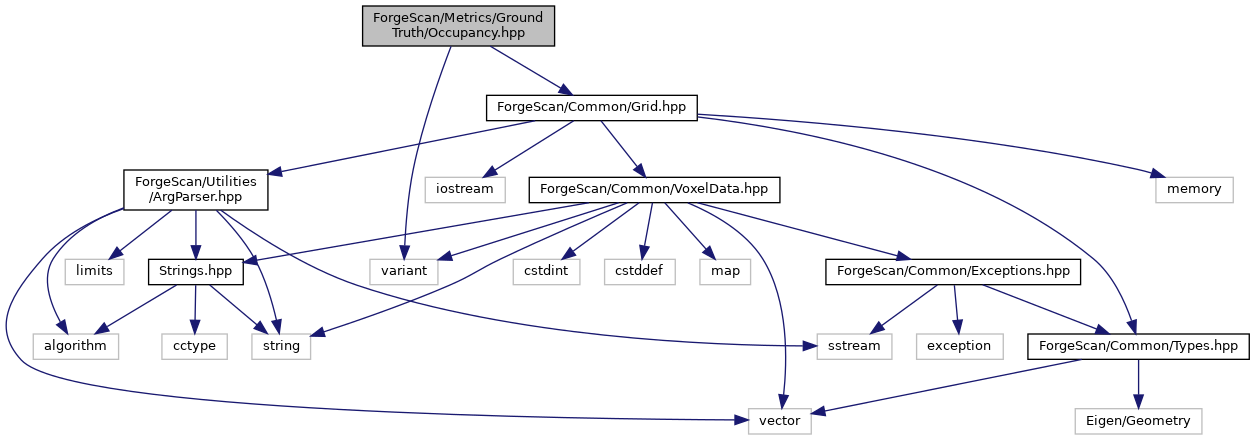 ForgeScan/Metrics/Ground
Truth/Occupancy.hpp
ForgeScan/Common/Grid.hpp
ForgeScan/Utilities
/ArgParser.hpp
iostream
ForgeScan/Common/VoxelData.hpp
memory
limits
Strings.hpp
variant
cstdint
cstddef
map
ForgeScan/Common/Exceptions.hpp
algorithm
cctype
string
sstream
exception
ForgeScan/Common/Types.hpp
vector
Eigen/Geometry